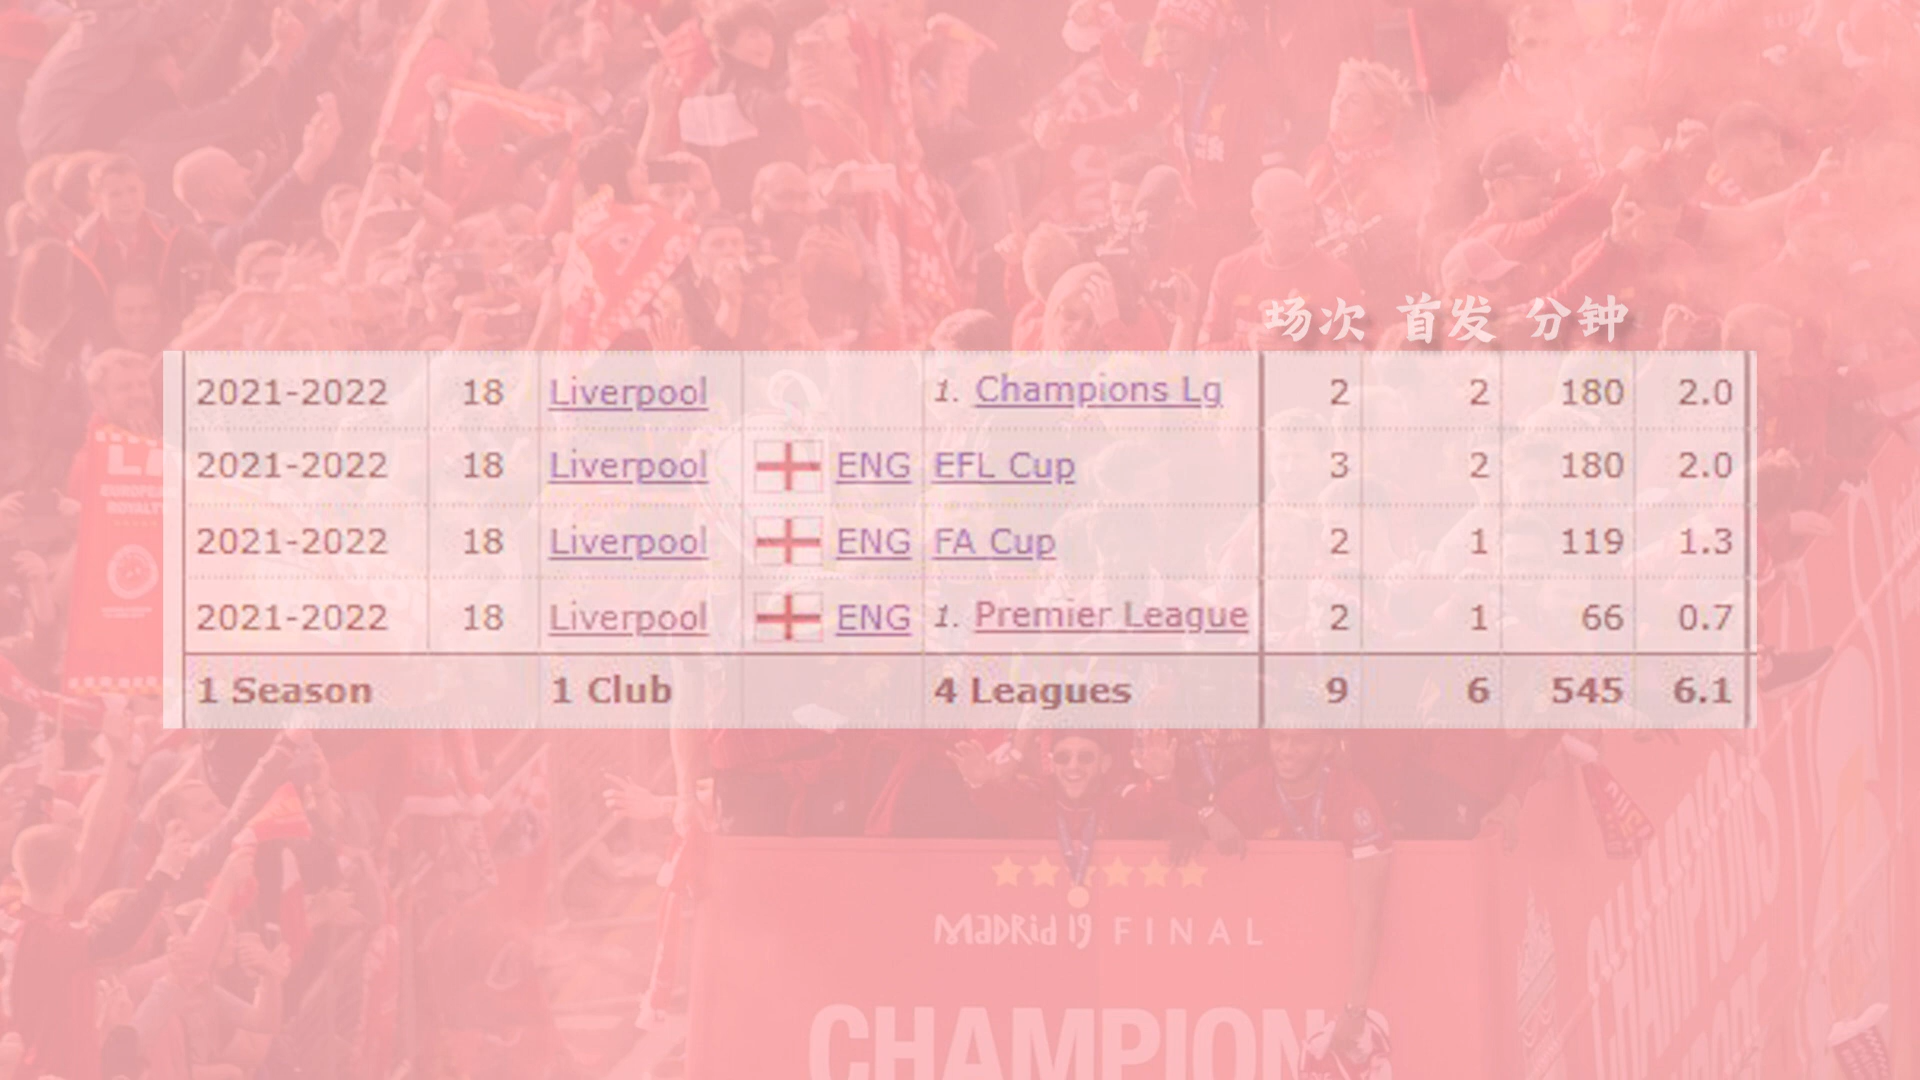 场次 首发 分钟
2021-2022 18 Liverpool 1. Champions Lg 2 2 180 2.0
2021-2022 18 Liverpool ENG EFL Cup 3 2 180 2.0
2021-2022 18 Liverpool ENG FA Cup 2 1 119 1.3
2021-2022 18 Liverpool ENG 1. Premier League 2 1 66 0.7
1 Season 1 Club 4 Leagues 9 6 545 6.1
EUROPEAN
ROYALTY
MADRID 19 FINAL
CHAMPIONS
CHAMPIONS